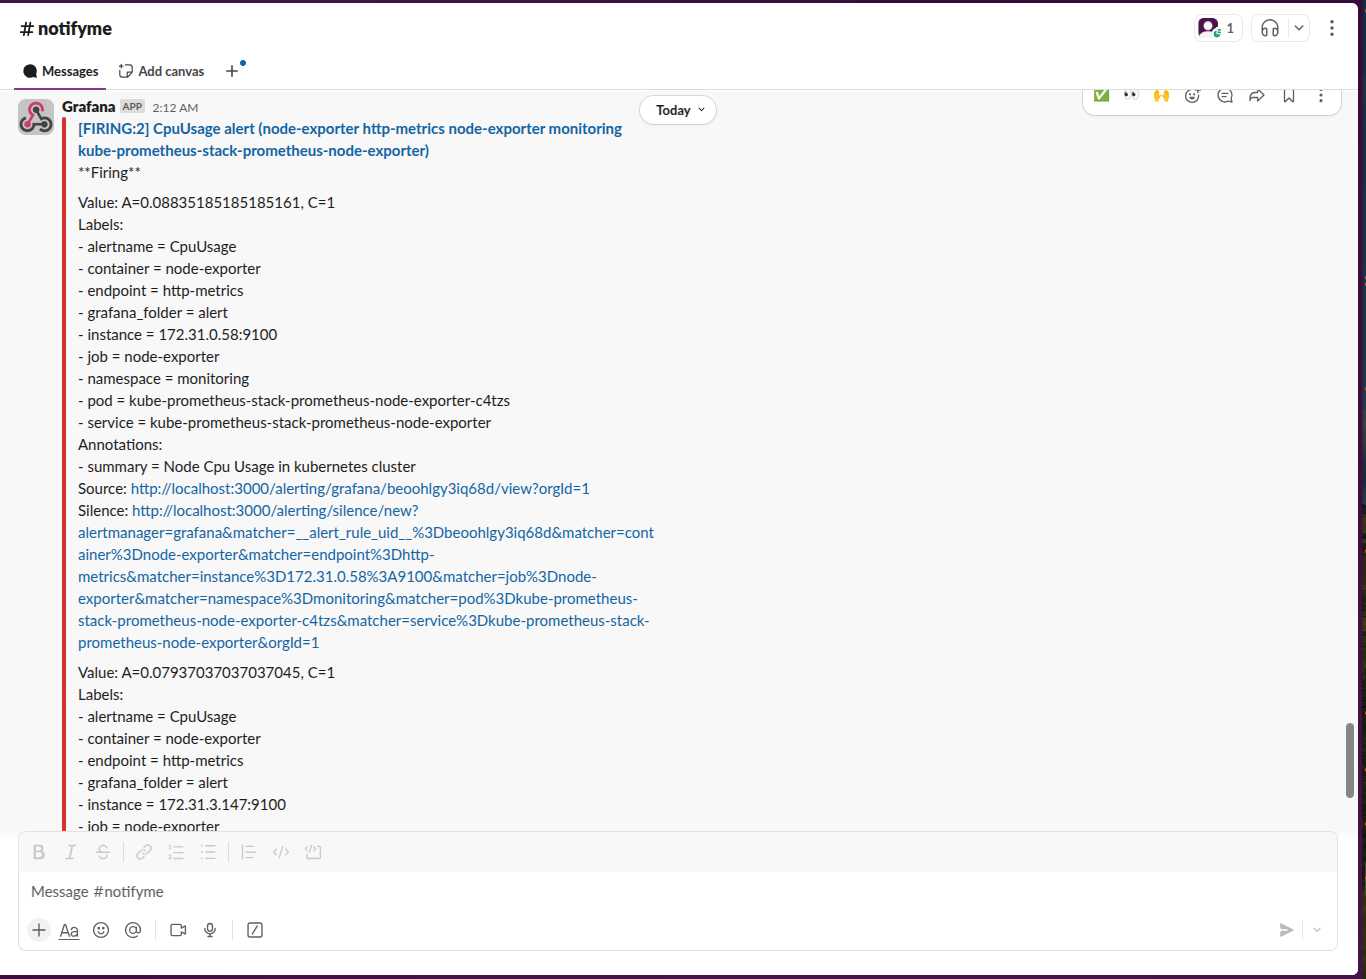 # notifyme
1
Messages
Add canvas
Grafana APP 2:12 AM
Today
[FIRING:2] CpuUsage alert (node-exporter http-metrics node-exporter monitoring
kube-prometheus-stack-prometheus-node-exporter)
**Firing**
Value: A=0.08835185185185161, C=1
Labels:
- alertname = CpuUsage
- container = node-exporter
- endpoint = http-metrics
- grafana_folder = alert
- instance = 172.31.0.58:9100
- job = node-exporter
- namespace = monitoring
- pod = kube-prometheus-stack-prometheus-node-exporter-c4tzs
- service = kube-prometheus-stack-prometheus-node-exporter
Annotations:
- summary = Node Cpu Usage in kubernetes cluster
Source: http://localhost:3000/alerting/grafana/beoohlgy3iq68d/view?orgId=1
Silence: http://localhost:3000/alerting/silence/new?
alertmanager=grafana&matcher=__alert_rule_uid__%3Dbeoohlgy3iq68d&matcher=cont
ainer%3Dnode-exporter&matcher=endpoint%3Dhttp-
metrics&matcher=instance%3D172.31.0.58%3A9100&matcher=job%3Dnode-
exporter&matcher=namespace%3Dmonitoring&matcher=pod%3Dkube-prometheus-
stack-prometheus-node-exporter-c4tzs&matcher=service%3Dkube-prometheus-stack-
prometheus-node-exporter&orgId=1
Value: A=0.07937037037037045, C=1
Labels:
- alertname = CpuUsage
- container = node-exporter
- endpoint = http-metrics
- grafana_folder = alert
- instance = 172.31.3.147:9100
- job = node-exporter
Message #notifyme
Aa